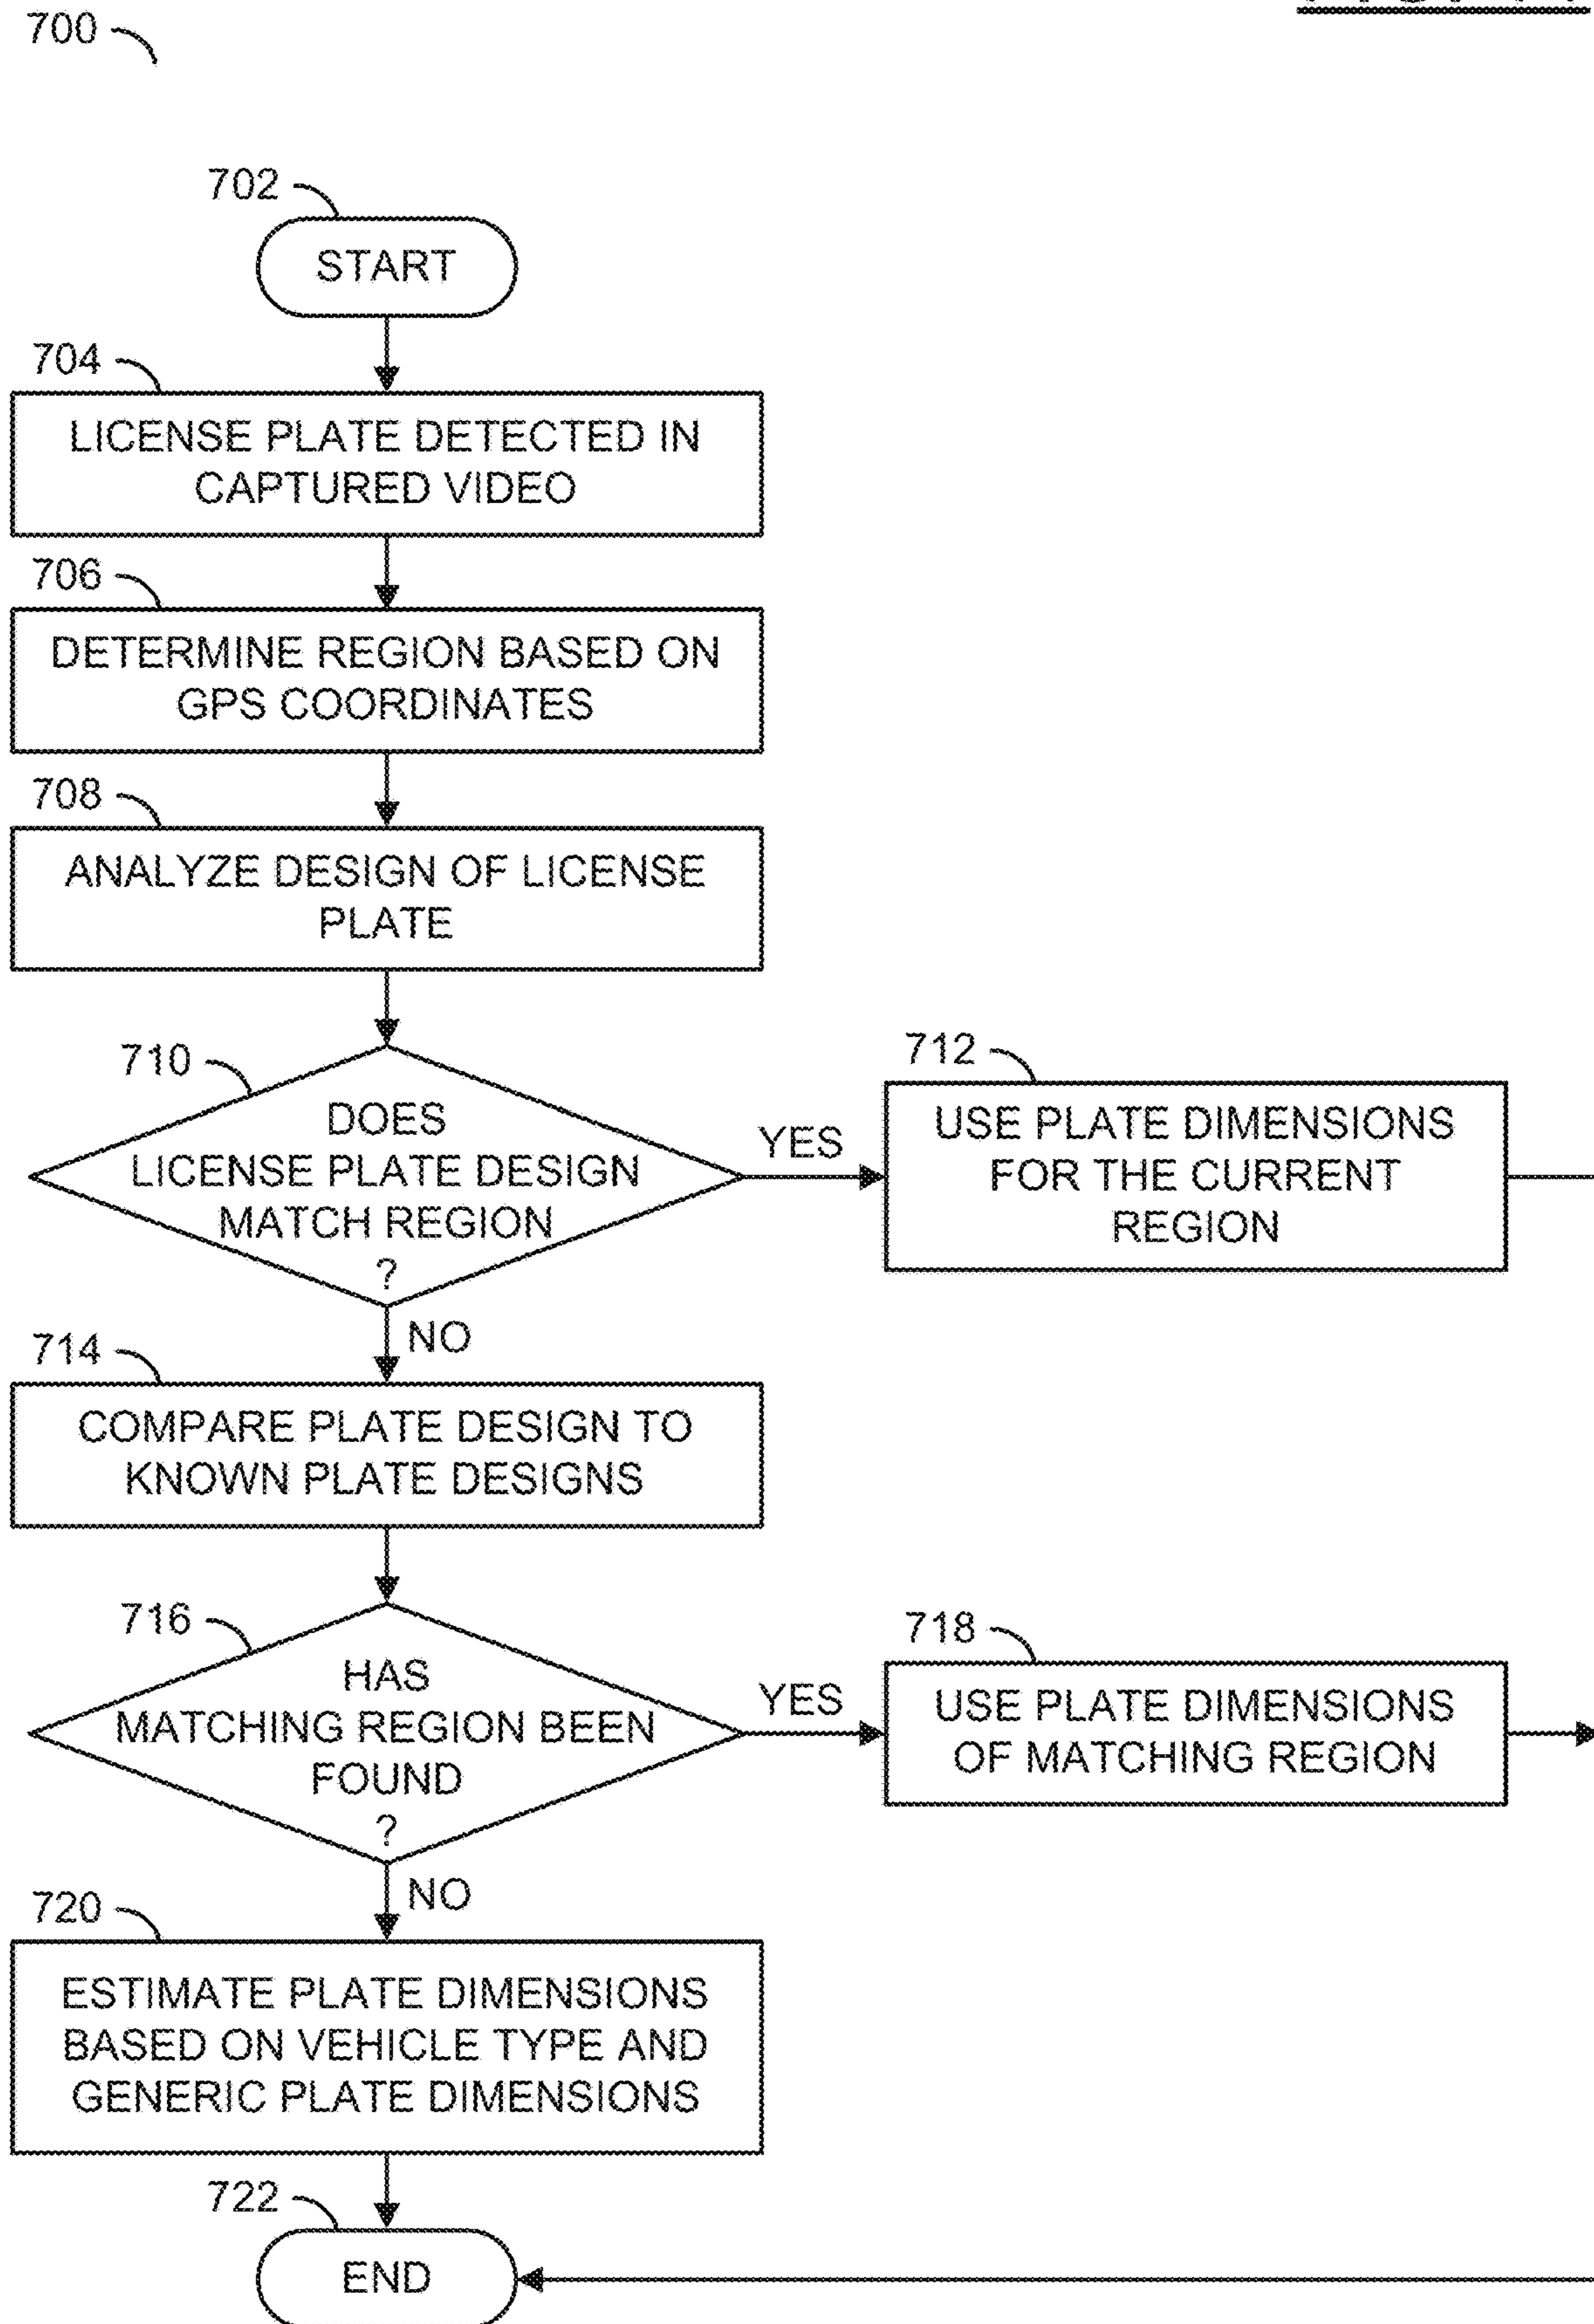 700
702
START
704
LICENSE PLATE DETECTED IN
CAPTURED VIDEO
706
DETERMINE REGION BASED ON
GPS COORDINATES
708
ANALYZE DESIGN OF LICENSE
PLATE
710
DOES
LICENSE PLATE DESIGN
MATCH REGION
?
YES
712
USE PLATE DIMENSIONS
FOR THE CURRENT
REGION
NO
714
COMPARE PLATE DESIGN TO
KNOWN PLATE DESIGNS
716
HAS
MATCHING REGION BEEN
FOUND
?
YES
718
USE PLATE DIMENSIONS
OF MATCHING REGION
NO
720
ESTIMATE PLATE DIMENSIONS
BASED ON VEHICLE TYPE AND
GENERIC PLATE DIMENSIONS
722
END